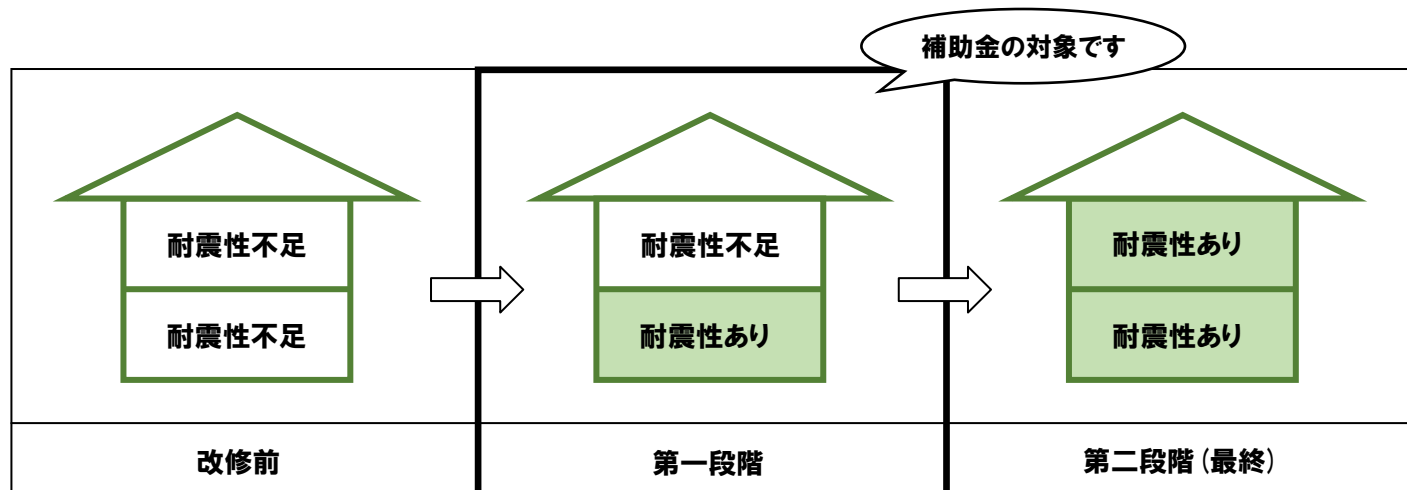 補助金の対象です
耐震性不足
耐震性不足
耐震性不足
耐震性あり
耐震性あり
耐震性あり
改修前
第一段階
第二段階（最終）